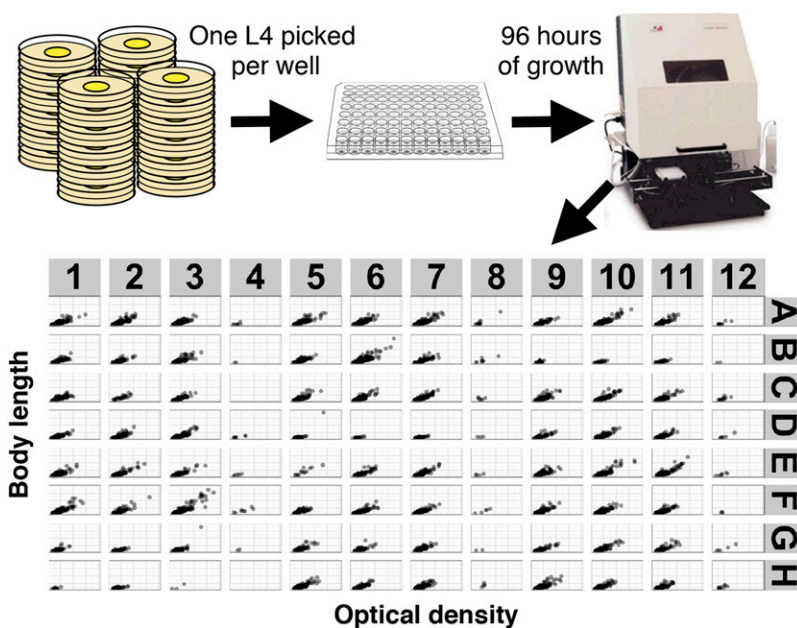 One L4 picked
per well
96 hours
of growth
1 2 3 4 5 6 7 8 9 10 11 12
A
B
C
D
E
F
G
H
Body length
Optical density